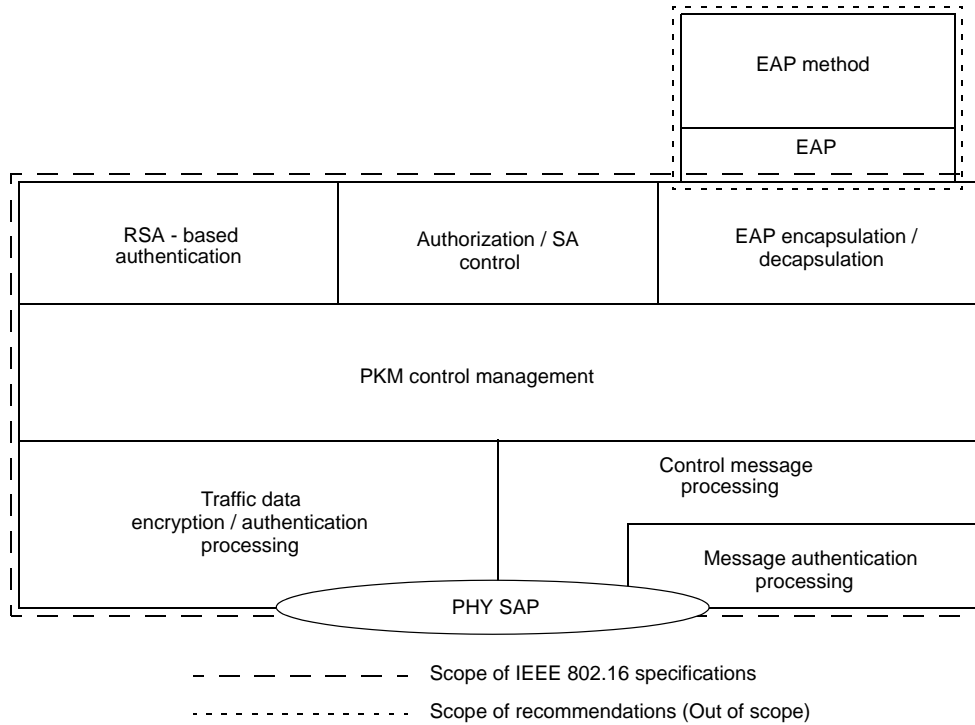 EAP method
EAP
RSA - based
authentication
Authorization / SA
control
EAP encapsulation /
decapsulation
PKM control management
Traffic data
encryption / authentication
processing
Control message
processing
Message authentication
processing
PHY SAP
Scope of IEEE 802.16 specifications
Scope of recommendations (Out of scope)